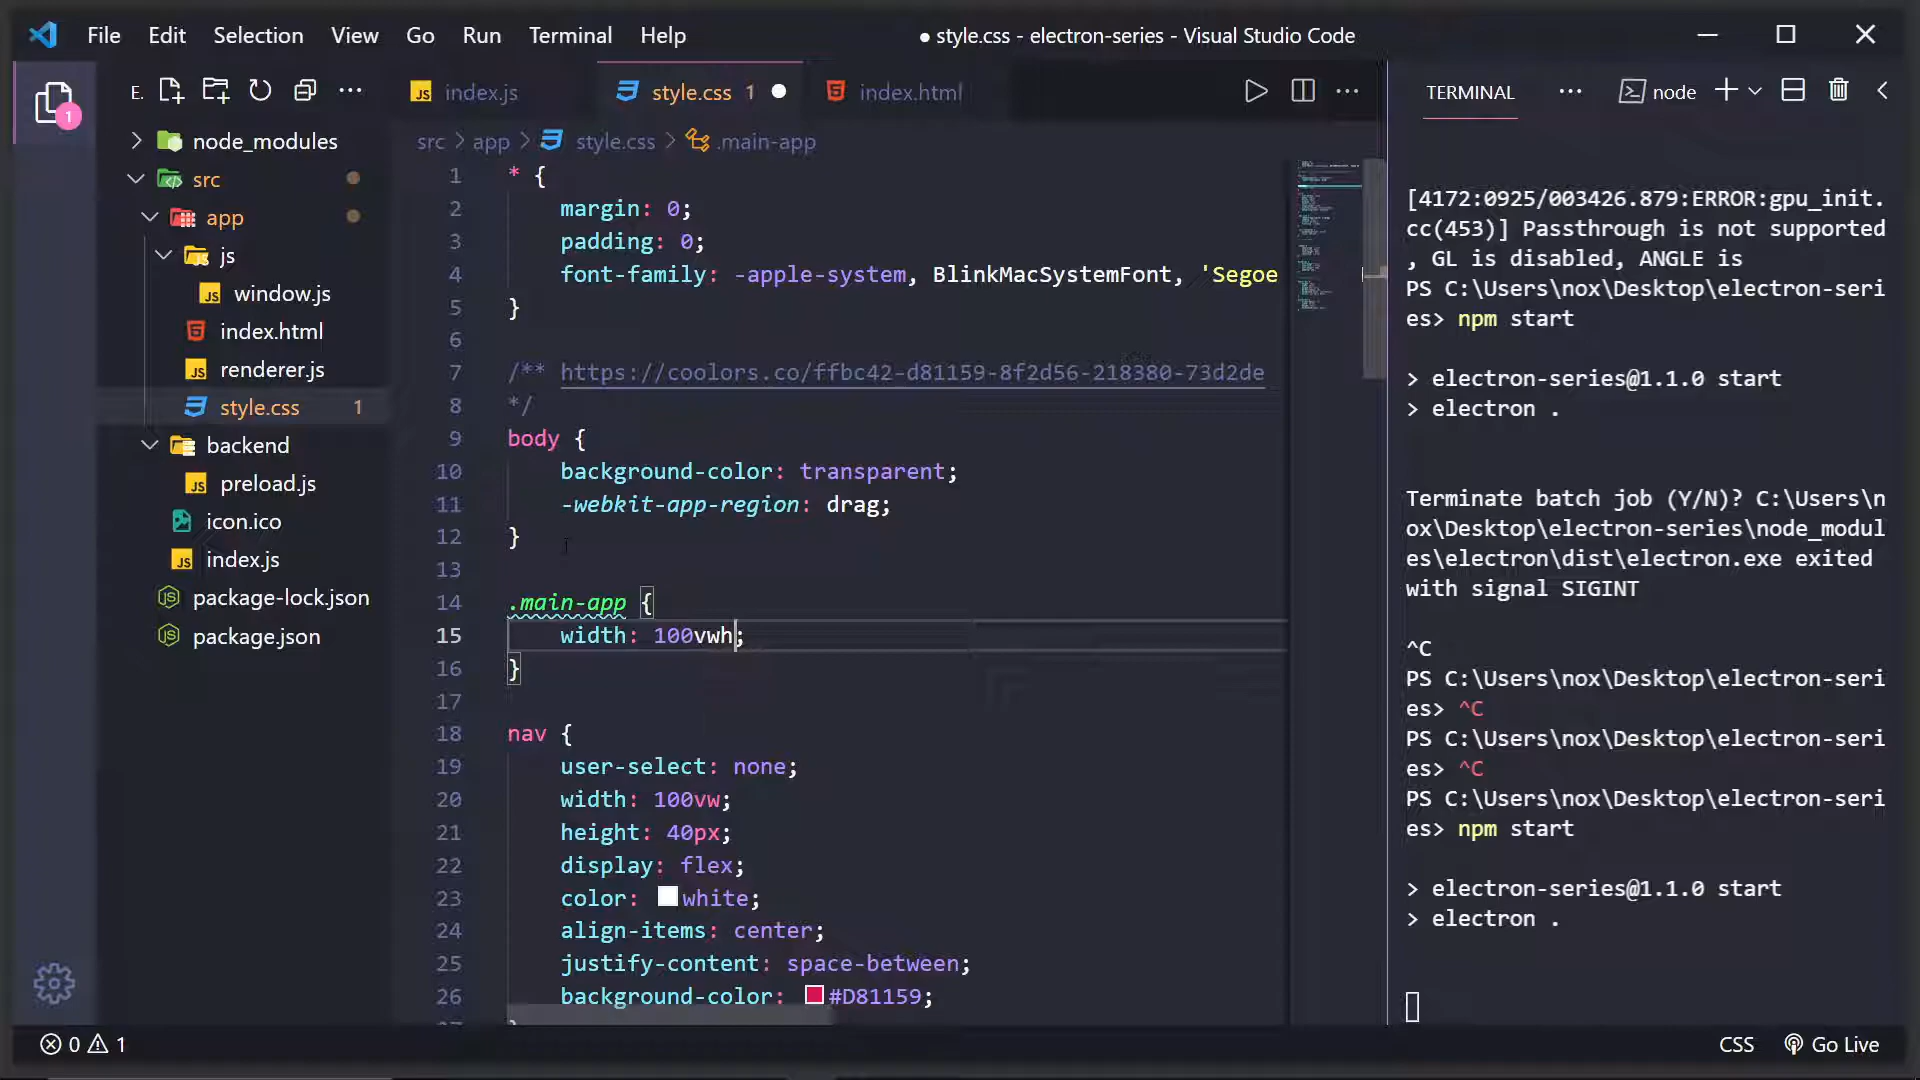 File Edit Selection View Go Run Terminal Help
● style.css - electron-series - Visual Studio Code
1
E.
node_modules
src
app
js
window.js
index.html
renderer.js
style.css 1
backend
preload.js
icon.ico
index.js
package-lock.json
package.json
index.js
style.css 1
index.html
src > app > style.css > .main-app
1 * {
2 margin: 0;
3 padding: 0;
4 font-family: -apple-system, BlinkMacSystemFont, 'Segoe
5 }
6
7 /** https://coolors.co/ffbc42-d81159-8f2d56-218380-73d2de
8 */
9 body {
10 background-color: transparent;
11 -webkit-app-region: drag;
12 }
13
14 .main-app {
15 width: 100vwh;
16 }
17
18 nav {
19 user-select: none;
20 width: 100vw;
21 height: 40px;
22 display: flex;
23 color: white;
24 align-items: center;
25 justify-content: space-between;
26 background-color: #D81159;
TERMINAL
node
[4172:0925/003426.879:ERROR:gpu_init.
cc(453)] Passthrough is not supported
, GL is disabled, ANGLE is
PS C:\Users\nox\Desktop\electron-seri
es> npm start
> electron-series@1.1.0 start
> electron .
Terminate batch job (Y/N)? C:\Users\n
ox\Desktop\electron-series\node_modul
es\electron\dist\electron.exe exited
with signal SIGINT
^C
PS C:\Users\nox\Desktop\electron-seri
es> ^C
PS C:\Users\nox\Desktop\electron-seri
es> ^C
PS C:\Users\nox\Desktop\electron-seri
es> npm start
> electron-series@1.1.0 start
> electron .
0 1
CSS
Go Live